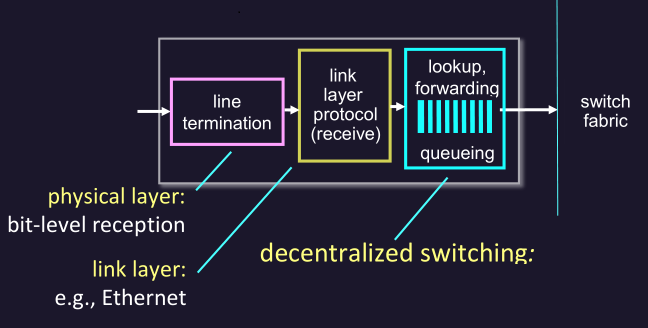 line
termination
link
layer
protocol
(receive)
lookup,
forwarding
queueing
switch
fabric
physical layer:
bit-level reception
link layer:
e.g., Ethernet
decentralized switching: